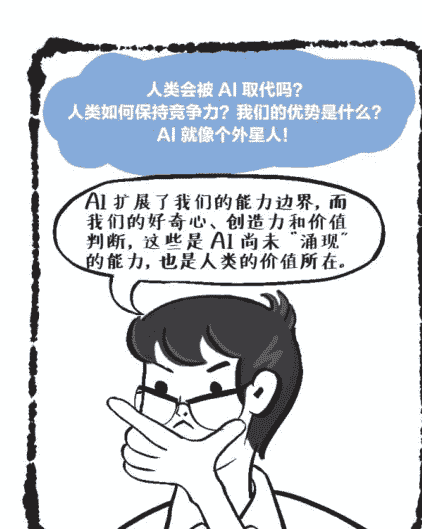 人类会被 AI 取代吗?
人类如何保持竞争力? 我们的优势是什么?
AI 就像个外星人!
AI 扩展了我们的能力边界, 而
我们的好奇心、创造力和价值
判断, 这些是 AI 尚未 “涌现”
的能力, 也是人类的价值所在。